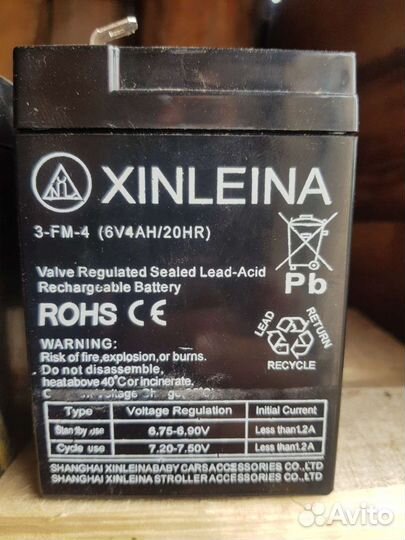 XINLEINA
3-FM-4 (6V4AH/20HR)
Valve Regulated Sealed Lead-Acid
Rechargeable Battery
Pb
ROHS CE
LEAD
RETURN
RECYCLE
WARNING:
Risk of fire,explosion,or burns.
Do not disassemble,
heat above 40°C or incinerate.
Type Voltage Regulation Initial Current
Stantby use 6.75-6.90V Less than1.2A
Cycle use 7.20-7.50V Less than1.2A
SHANGHAI XINLEINABABY CARSACCESSORIES CO.,LTD
SHANGHAI XINLEINA STROLLER ACCESSORIES CO.,LTD
Avito